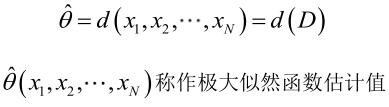 θ̂ = d(x₁, x₂, ⋯, x_N) = d(D)
θ̂(x₁, x₂, ⋯, x_N)称作极大似然函数估计值